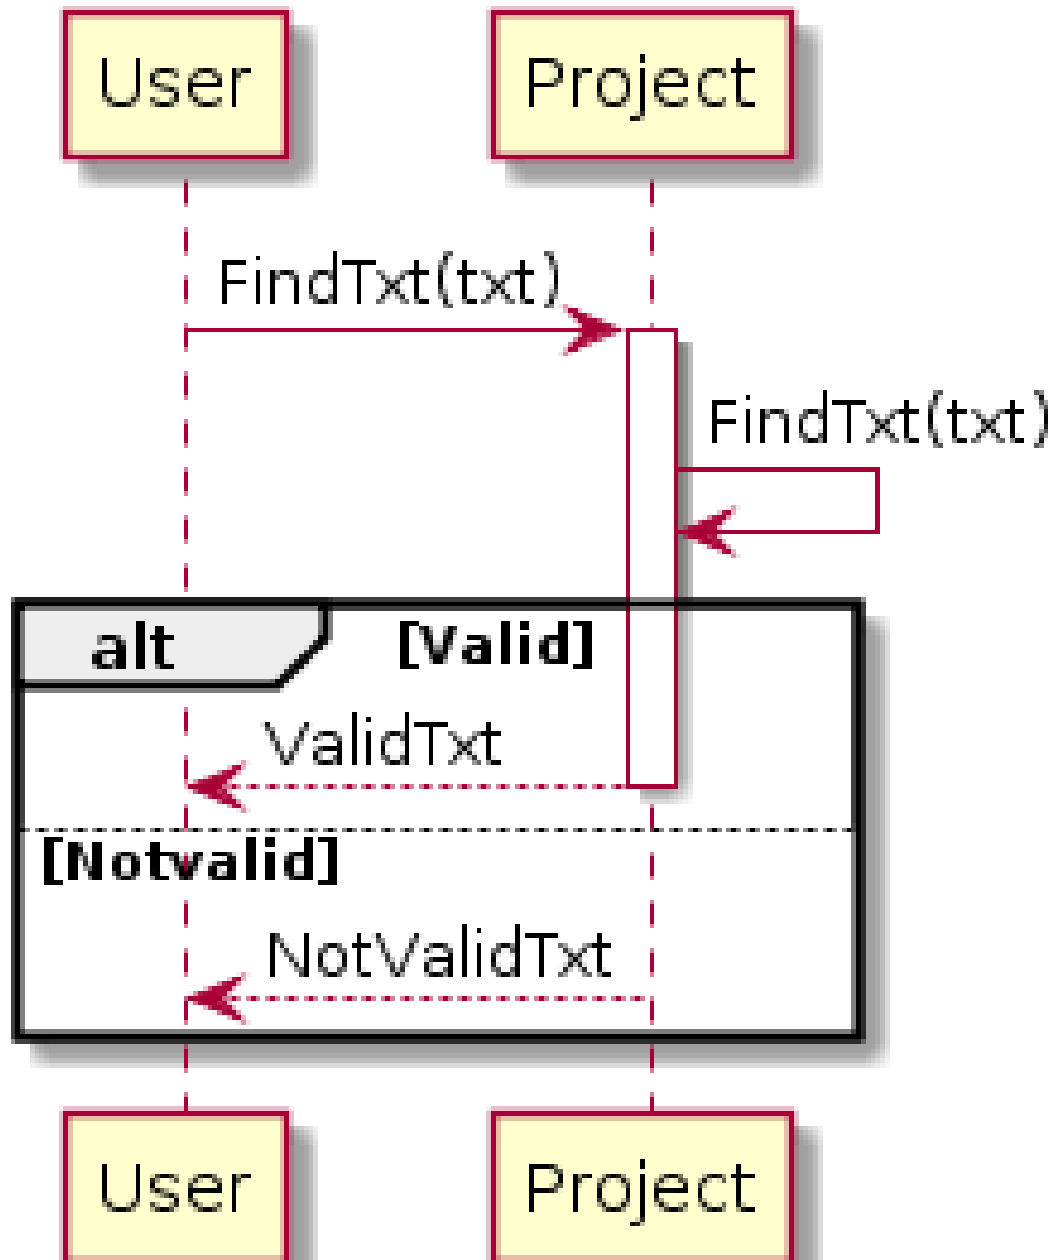 User Project
FindTxt(txt)
FindTxt(txt)
alt [Valid]
ValidTxt
[Notvalid]
NotValidTxt
User Project